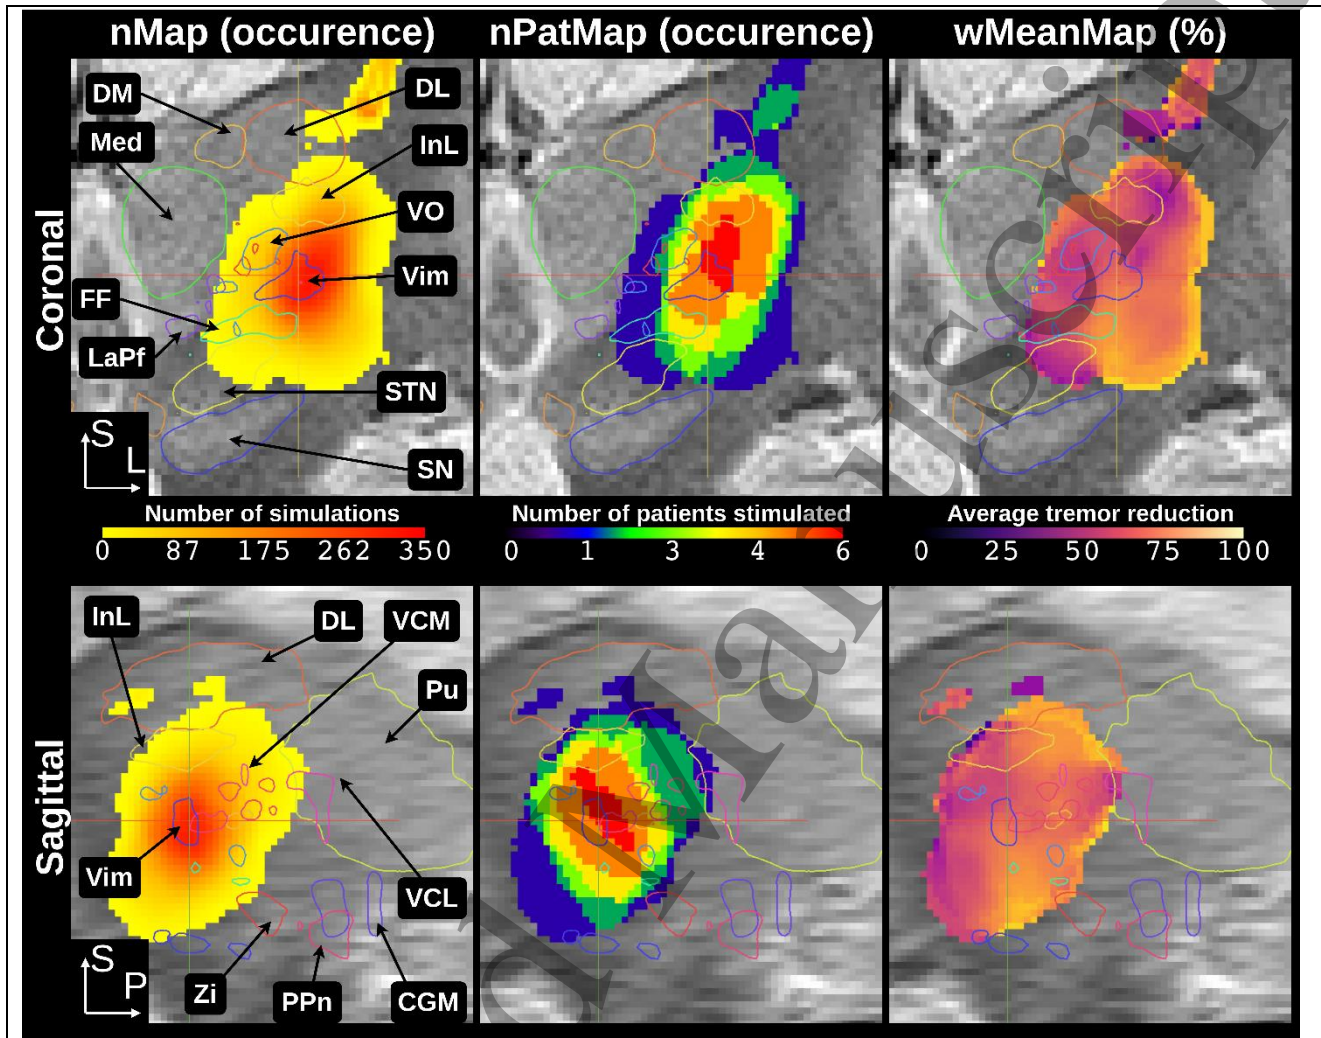 nMap (occurence) nPatMap (occurence) wMeanMap (%)
Coronal
DM
DL
Med
InL
VO
Vim
FF
LaPf
STN
SN
S
L
Number of simulations
0 87 175 262 350
Number of patients stimulated
0 1 3 4 6
Average tremor reduction
0 25 50 75 100
Sagittal
InL
DL
VCM
Pu
Vim
VCL
Zi
PPn
CGM
S
P